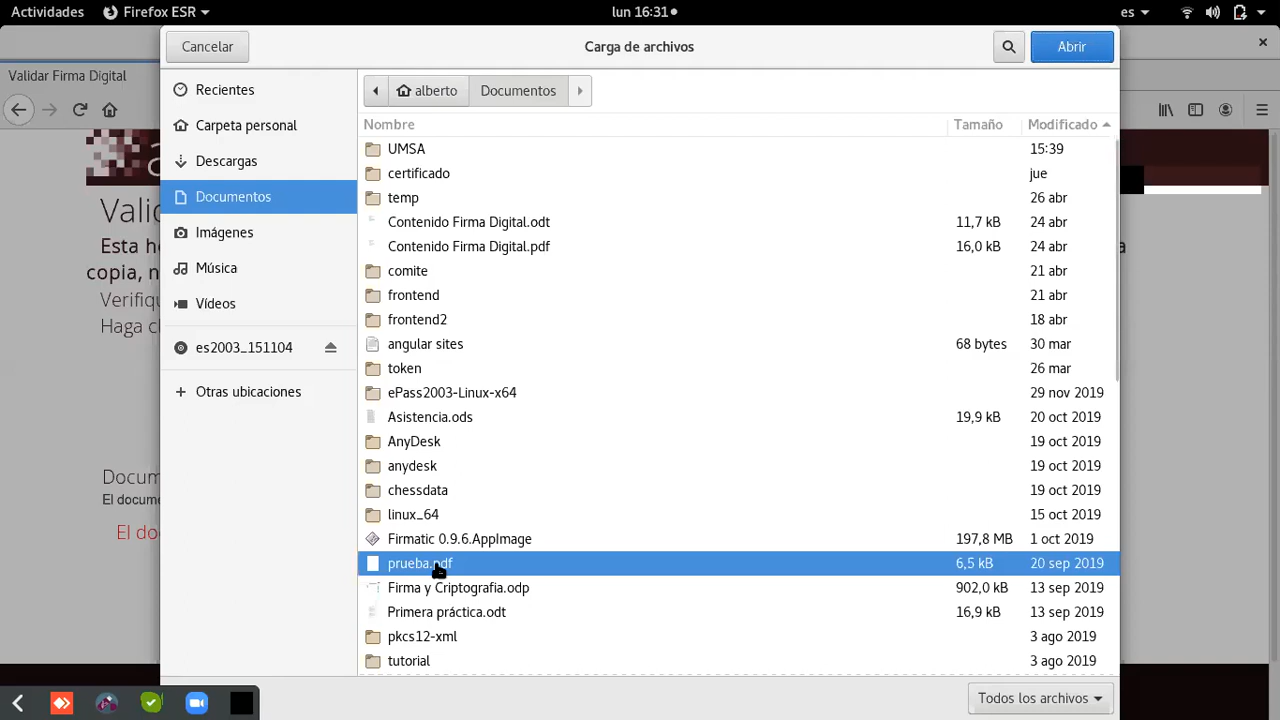 Actividades Firefox ESR lun 16:31 es
Cancelar Carga de archivos Abrir
Validar Firma Digital
Recientes
Carpeta personal
Descargas
Documentos
Imágenes
Música
Vídeos
es2003_151104
Otras ubicaciones
alberto Documentos
Nombre Tamaño Modificado
UMSA 15:39
certificado jue
temp 26 abr
Contenido Firma Digital.odt 11,7 kB 24 abr
Contenido Firma Digital.pdf 16,0 kB 24 abr
comite 21 abr
frontend 21 abr
frontend2 18 abr
angular sites 68 bytes 30 mar
token 26 mar
ePass2003-Linux-x64 29 nov 2019
Asistencia.ods 19,9 kB 20 oct 2019
AnyDesk 19 oct 2019
anydesk 19 oct 2019
chessdata 19 oct 2019
linux_64 15 oct 2019
Firmatic 0.9.6.AppImage 197,8 MB 1 oct 2019
prueba.pdf 6,5 kB 20 sep 2019
Firma y Criptografia.odp 902,0 kB 13 sep 2019
Primera práctica.odt 16,9 kB 13 sep 2019
pkcs12-xml 3 ago 2019
tutorial 3 ago 2019
Todos los archivos
Vali
Esta h
copia, n
Verifiqu
Haga cl
Docum
El docume
El do